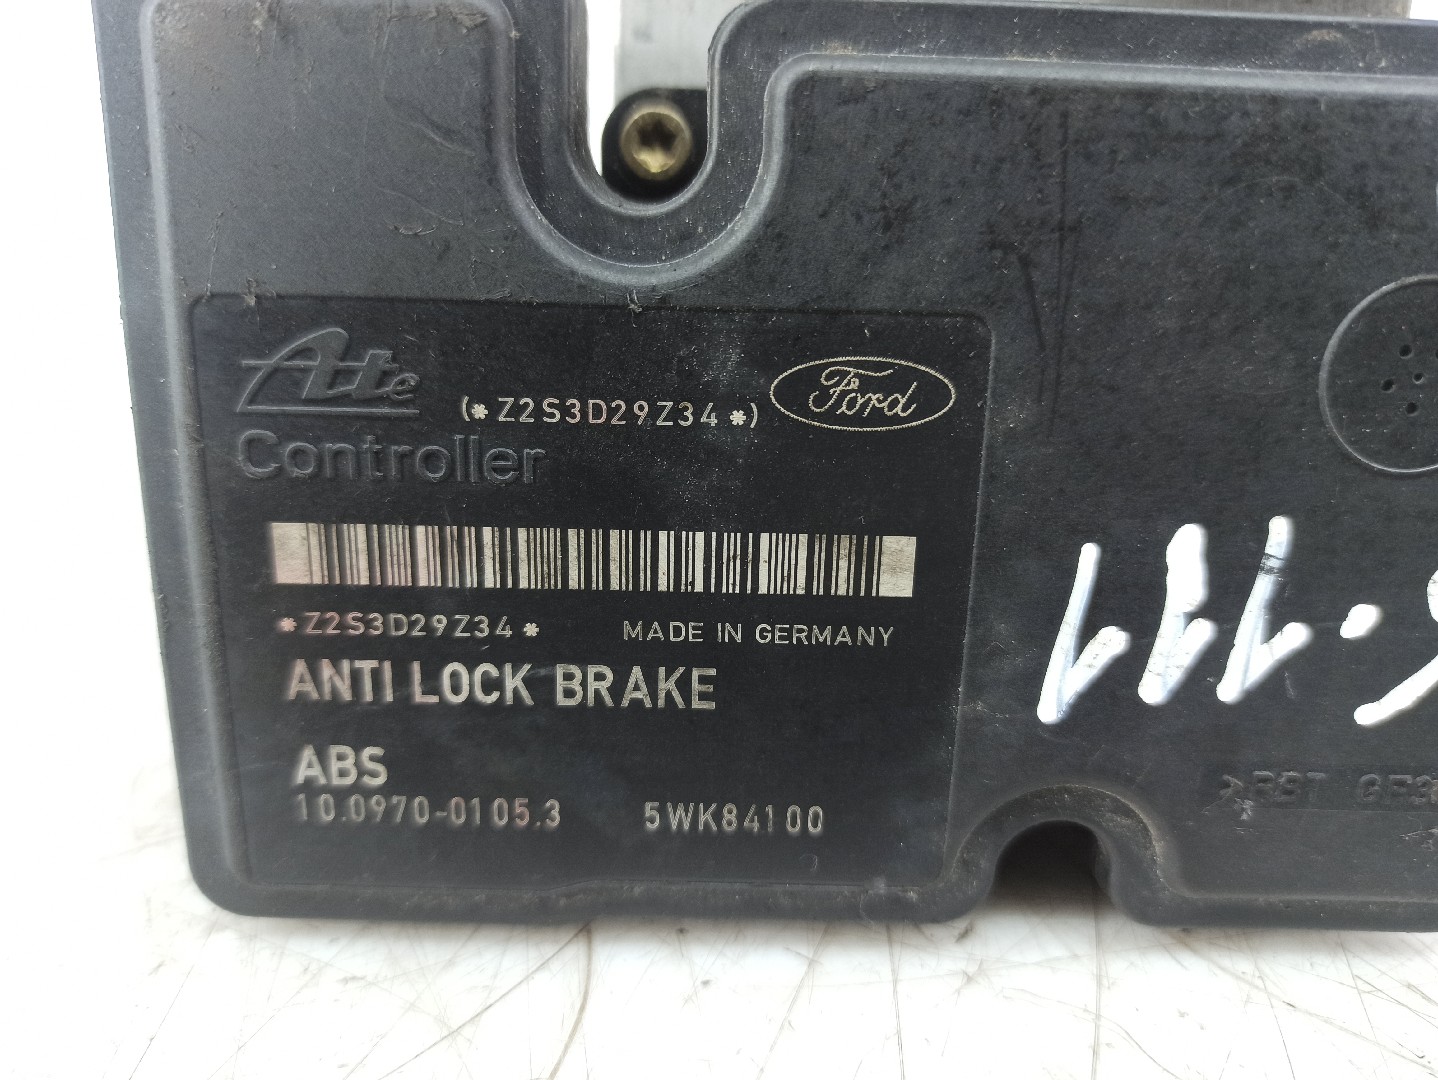 Ate
(*Z2S3D29Z34*)
Ford
Controller
*Z2S3D29Z34*
MADE IN GERMANY
ANTI LOCK BRAKE
ABS
10.0970-0105.3
5WK84100